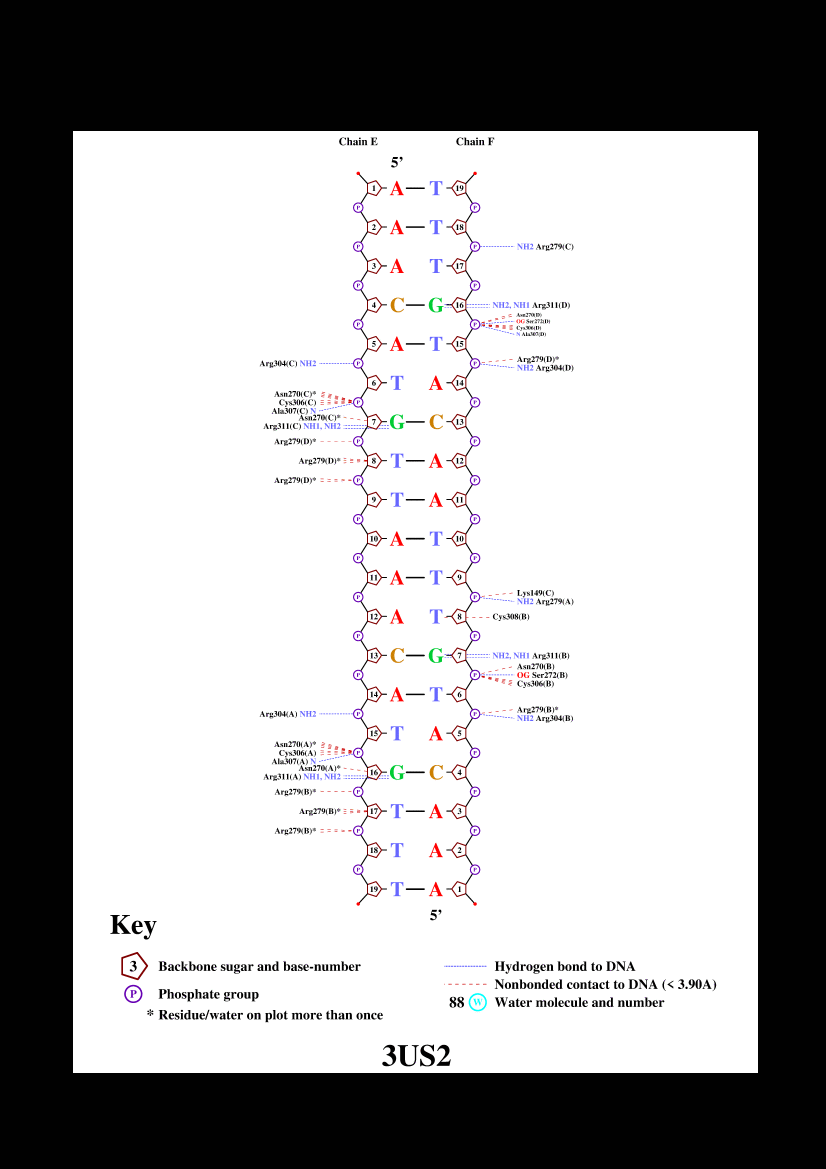 Chain E Chain F
5’
1 A T 19
P P
2 A T 18
P P NH2 Arg279(C)
3 A T 17
P P
4 C G 16 NH2, NH1 Arg311(D)
Asn270(D)
P P OG Ser272(D)
Cys306(D)
N Ala307(D)
5 A T 15
Arg279(D)*
Arg304(C) NH2 P P
NH2 Arg304(D)
6 T A 14
Asn270(C)*
Cys306(C) P P
Ala307(C) N
Asn270(C)*
7 G C 13
Arg311(C) NH1, NH2
Arg279(D)* P P
Arg279(D)* 8 T A 12
Arg279(D)* P P
9 T A 11
P P
10 A T 10
P P
11 A T 9
Lys149(C)
P P
NH2 Arg279(A)
12 A T 8 Cys308(B)
P P
13 C G 7 NH2, NH1 Arg311(B)
Asn270(B)
P P OG Ser272(B)
Cys306(B)
14 A T 6
Arg279(B)*
Arg304(A) NH2 P P
NH2 Arg304(B)
15 T A 5
Asn270(A)*
Cys306(A) P P
Ala307(A) N
Asn270(A)*
16 G C 4
Arg311(A) NH1, NH2
Arg279(B)* P P
Arg279(B)* 17 T A 3
Arg279(B)* P P
18 T A 2
P P
19 T A 1
5’
Key
3 Backbone sugar and base-number
P Phosphate group
* Residue/water on plot more than once
Hydrogen bond to DNA
Nonbonded contact to DNA (< 3.90A)
88 W Water molecule and number
3US2